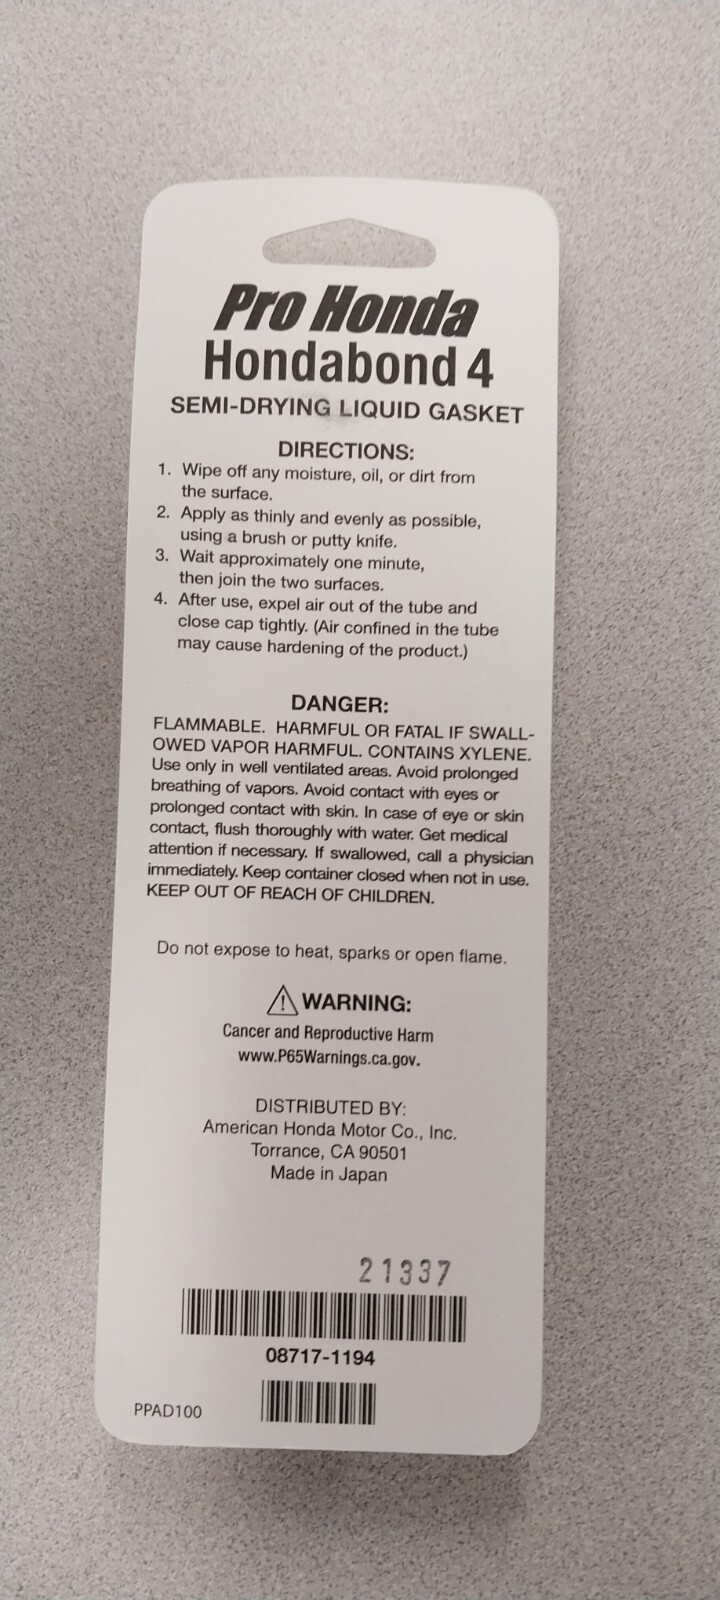 Pro Honda
Hondabond 4
SEMI-DRYING LIQUID GASKET
DIRECTIONS:
1. Wipe off any moisture, oil, or dirt from
the surface.
2. Apply as thinly and evenly as possible,
using a brush or putty knife.
3. Wait approximately one minute,
then join the two surfaces.
4. After use, expel air out of the tube and
close cap tightly. (Air confined in the tube
may cause hardening of the product.)
DANGER:
FLAMMABLE. HARMFUL OR FATAL IF SWALL-
OWED VAPOR HARMFUL. CONTAINS XYLENE.
Use only in well ventilated areas. Avoid prolonged
breathing of vapors. Avoid contact with eyes or
prolonged contact with skin. In case of eye or skin
contact, flush thoroughly with water. Get medical
attention if necessary. If swallowed, call a physician
immediately. Keep container closed when not in use.
KEEP OUT OF REACH OF CHILDREN.
Do not expose to heat, sparks or open flame.
WARNING:
Cancer and Reproductive Harm
www.P65Warnings.ca.gov.
DISTRIBUTED BY:
American Honda Motor Co., Inc.
Torrance, CA 90501
Made in Japan
21337
08717-1194
PPAD100